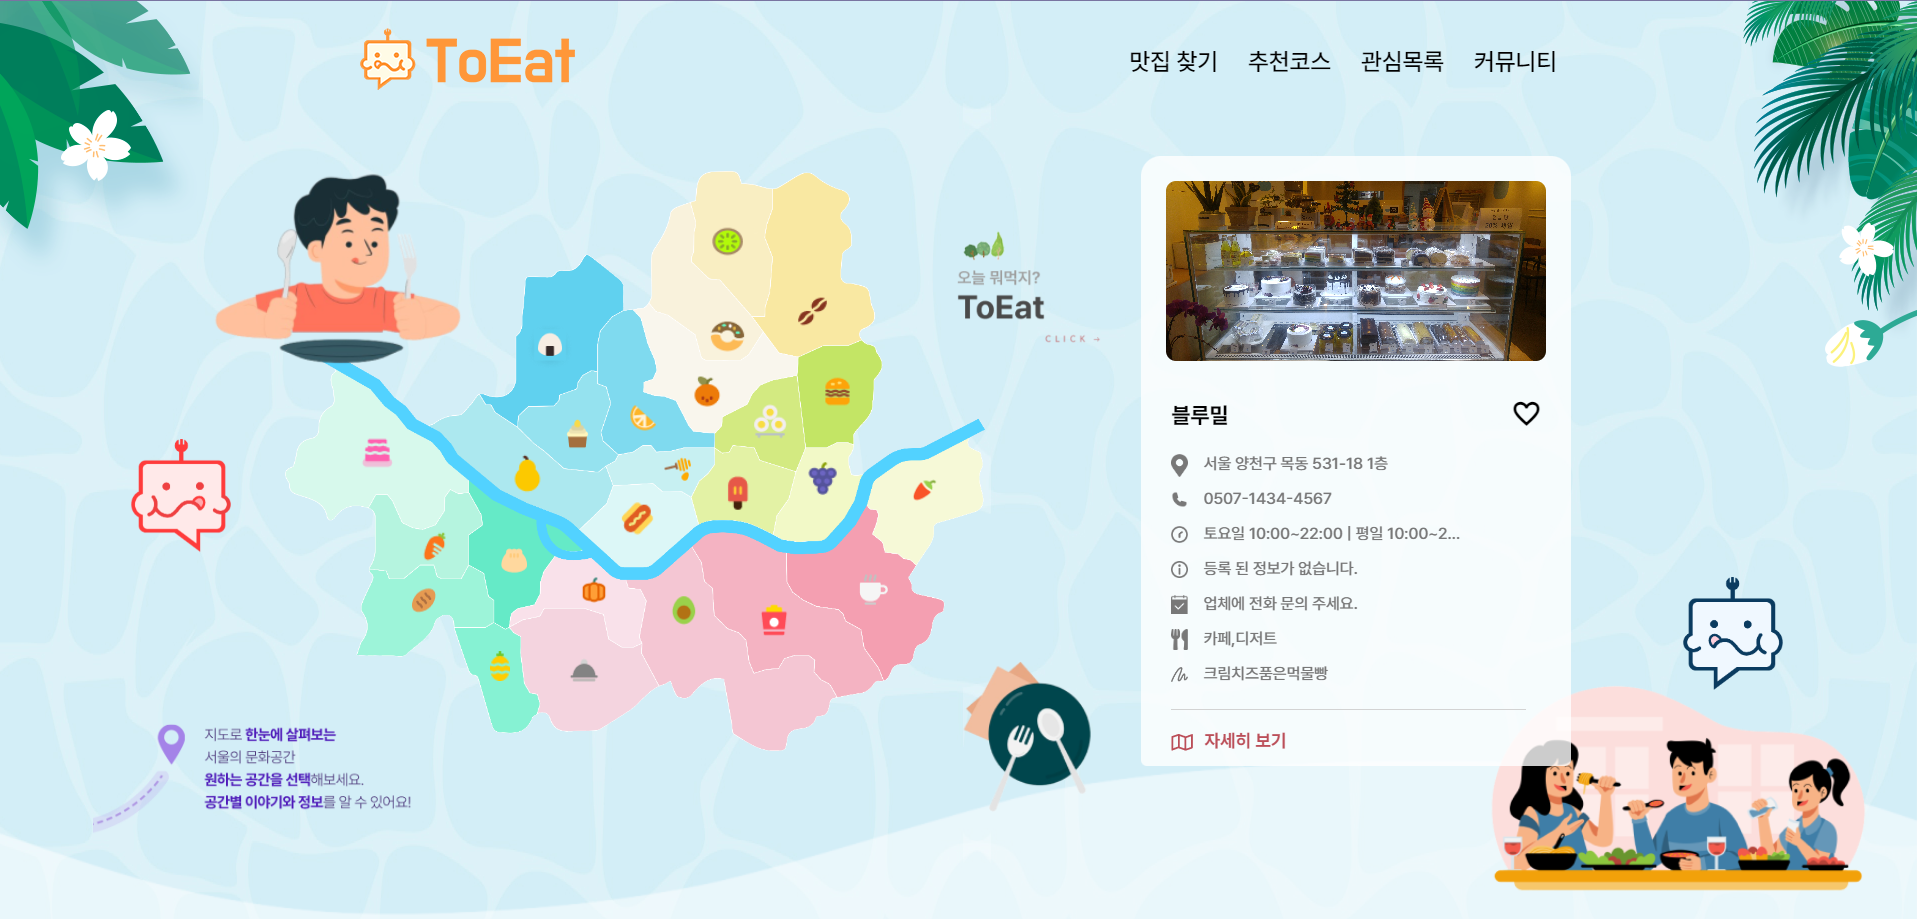 ToEat
맛집 찾기 추천코스 관심목록 커뮤니티
오늘 뭐먹지?
ToEat
CLICK →
블루밀
서울 양천구 목동 531-18 1층
0507-1434-4567
토요일 10:00~22:00 | 평일 10:00~2...
등록 된 정보가 없습니다.
업체에 전화 문의 주세요.
카페,디저트
크림치즈품은먹물빵
자세히 보기
지도로 한눈에 살펴보는
서울의 문화공간
원하는 공간을 선택해보세요.
공간별 이야기와 정보를 알 수 있어요!